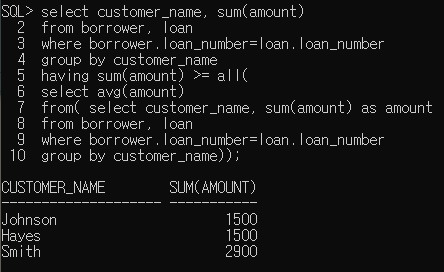 SQL> select customer_name, sum(amount)
2 from borrower, loan
3 where borrower.loan_number=loan.loan_number
4 group by customer_name
5 having sum(amount) >= all(
6 select avg(amount)
7 from( select customer_name, sum(amount) as amount
8 from borrower, loan
9 where borrower.loan_number=loan.loan_number
10 group by customer_name));
CUSTOMER_NAME SUM(AMOUNT)
-------------------- -----------
Johnson 1500
Hayes 1500
Smith 2900